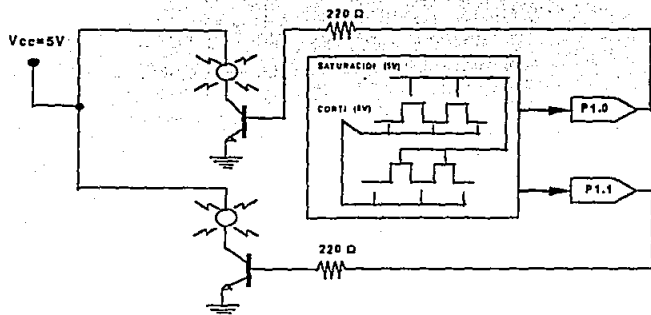 220 Ω
Vcc=5V
SATURACION (5V)
CORTE (0V)
P1.0
P1.1
220 Ω